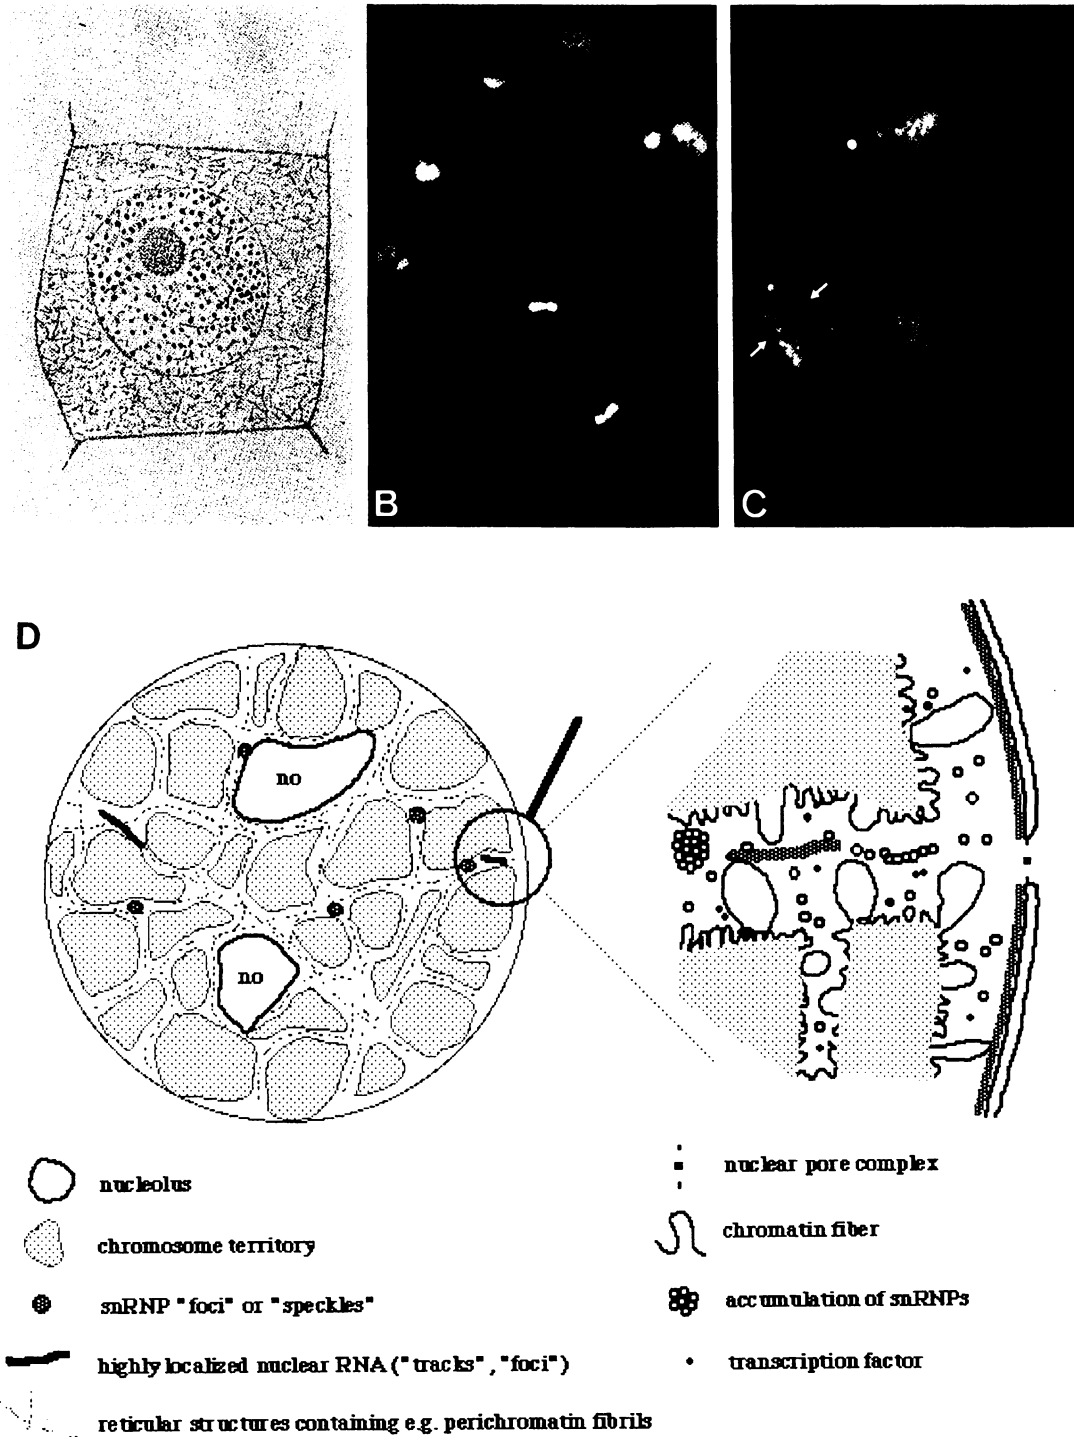 B
C
D
no
no
nucleolus
chromosome territory
snRNP "foci" or "speckles"
highly localized nuclear RNA ("tracks", "foci")
reticular structures containing e.g. perichromatin fibrils
nuclear pore complex
chromatin fiber
accumulation of snRNPs
transcription factor